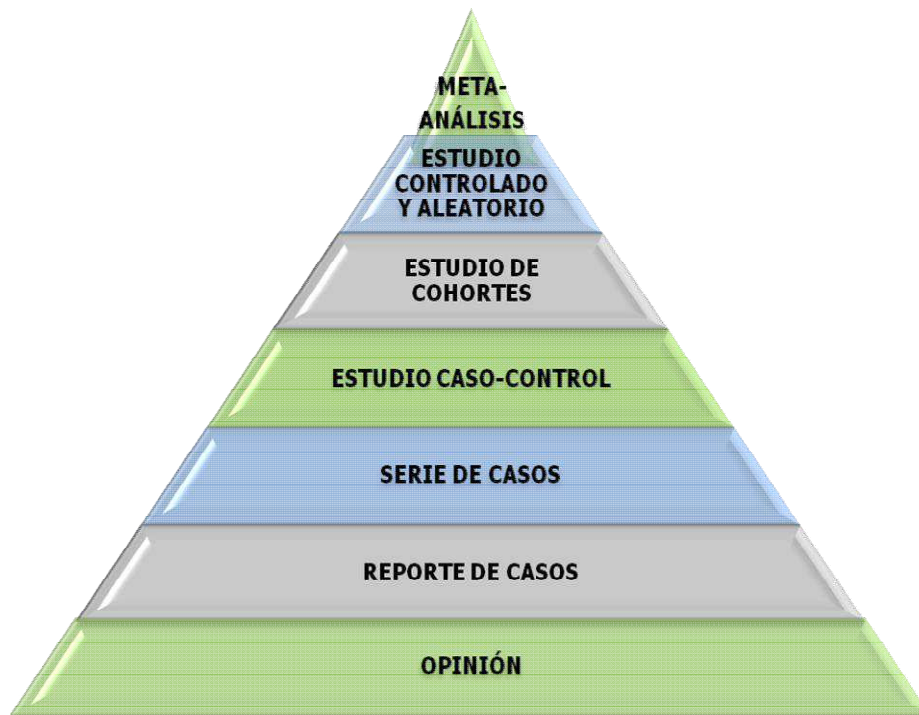 META-
ANÁLISIS
ESTUDIO
CONTROLADO
Y ALEATORIO
ESTUDIO DE
COHORTES
ESTUDIO CASO-CONTROL
SERIE DE CASOS
REPORTE DE CASOS
OPINIÓN